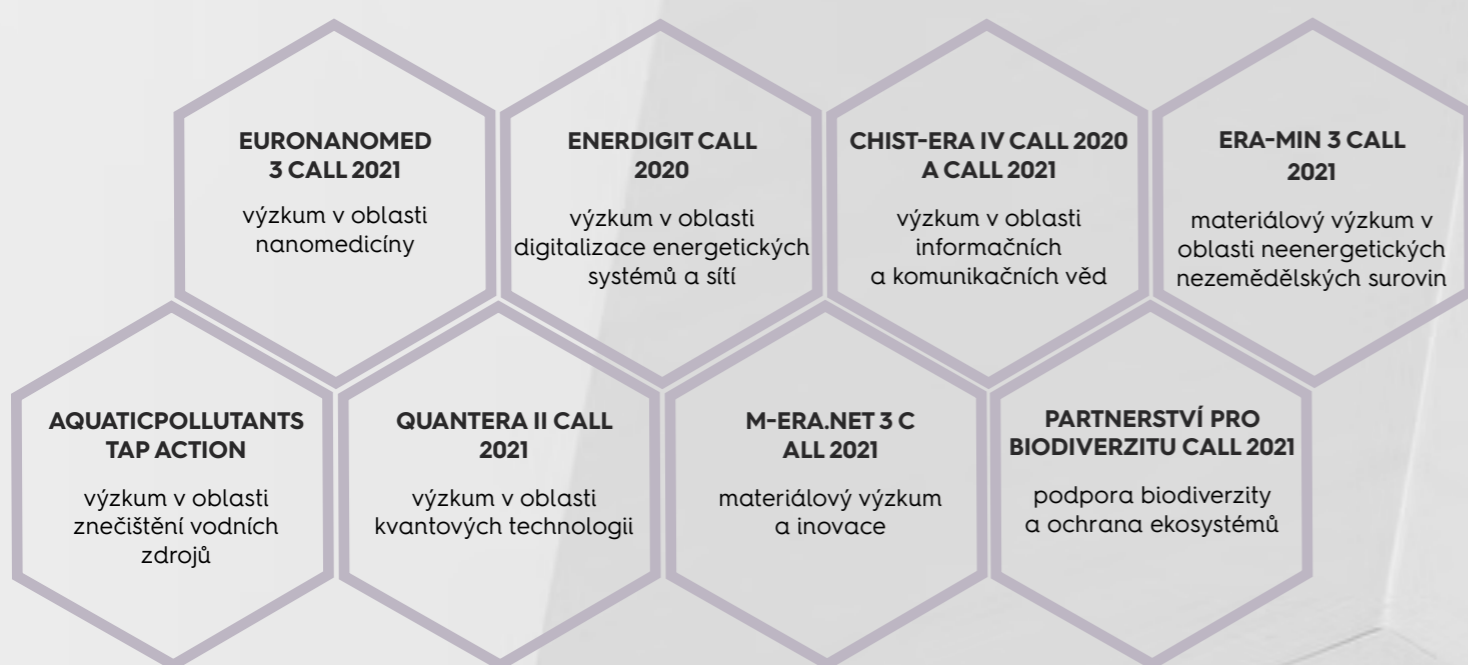 EURONANOMED
3 CALL 2021
výzkum v oblasti
nanomedicíny
ENERDIGIT CALL
2020
výzkum v oblasti
digitalizace energetických
systémů a sítí
CHIST-ERA IV CALL 2020
A CALL 2021
výzkum v oblasti
informačních
a komunikačních věd
ERA-MIN 3 CALL
2021
materiálový výzkum v
oblasti neenergetických
nezemědělských surovin
AQUATICPOLLUTANTS
TAP ACTION
výzkum v oblasti
znečištění vodních
zdrojů
QUANTERA II CALL
2021
výzkum v oblasti
kvantových technologii
M-ERA.NET 3 C
ALL 2021
materiálový výzkum
a inovace
PARTNERSTVÍ PRO
BIODIVERZITU CALL 2021
podpora biodiverzity
a ochrana ekosystémů